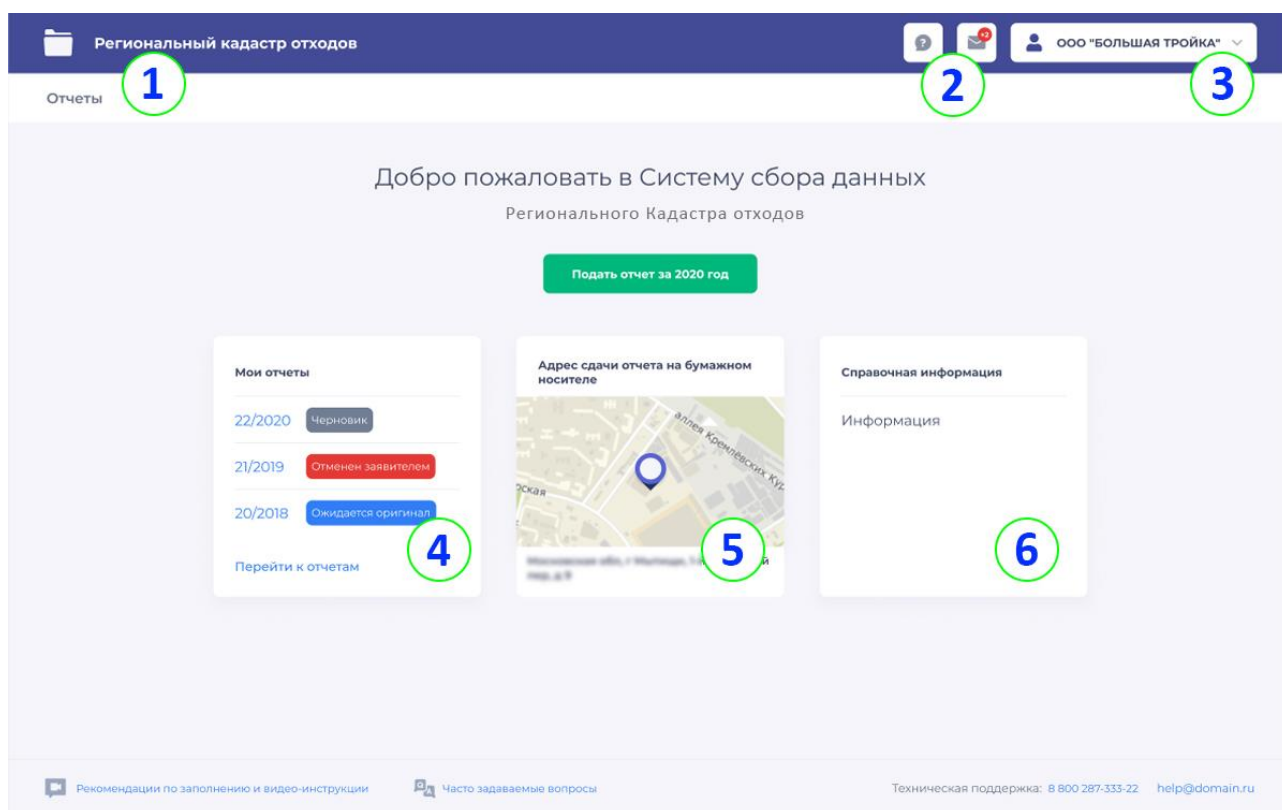 Региональный кадастр отходов
?
+3
ООО "БОЛЬШАЯ ТРОЙКА"
1
2
3
Отчеты
Добро пожаловать в Систему сбора данных
Регионального Кадастра отходов
Подать отчет за 2020 год
Мои отчеты
22/2020 Черновик
21/2019 Отменен заявителем
20/2018 Ожидается оригинал
Перейти к отчетам
4
Адрес сдачи отчета на бумажном
носителе
аллея Кремлёвских
5
Справочная информация
Информация
6
Рекомендации по заполнению и видео-инструкции
Часто задаваемые вопросы
Техническая поддержка: 8 800 287-333-22 help@domain.ru